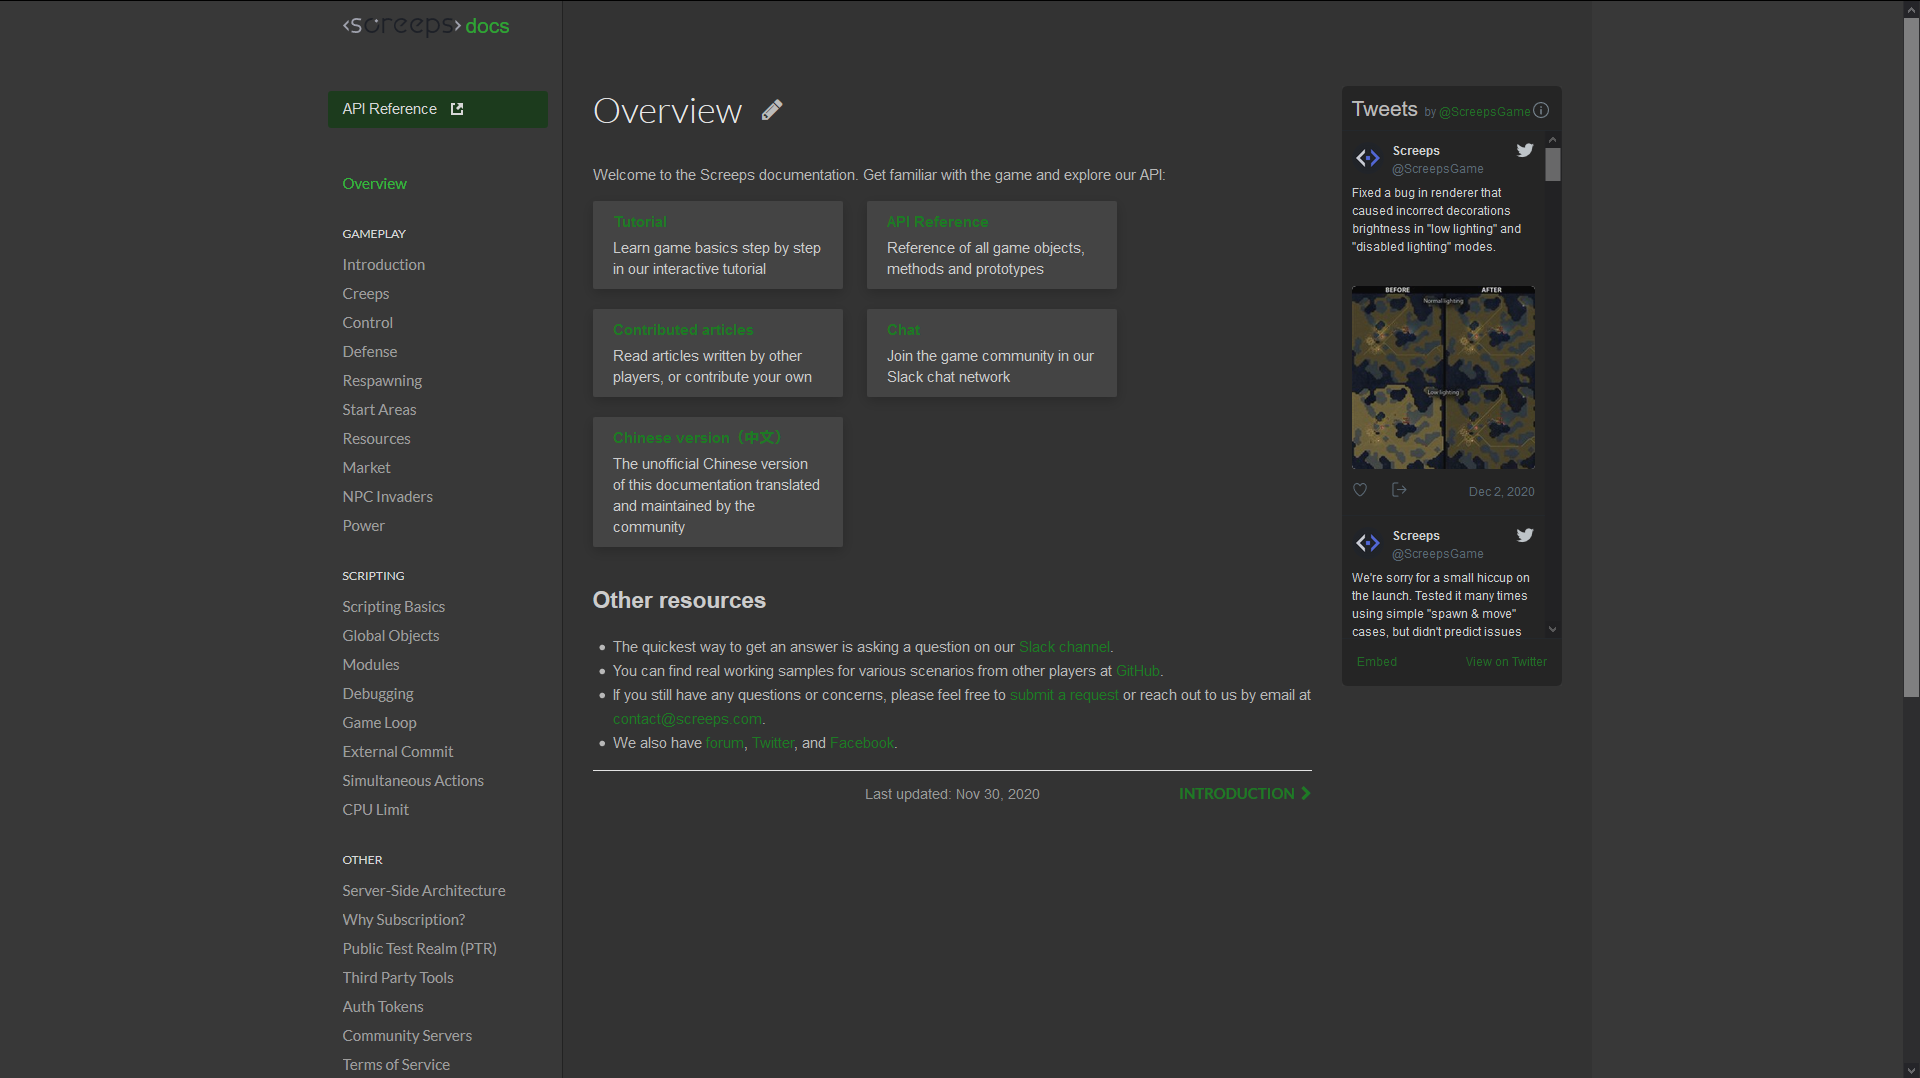 <screeps> docs
API Reference
Overview
GAMEPLAY
Introduction
Creeps
Control
Defense
Respawning
Start Areas
Resources
Market
NPC Invaders
Power
SCRIPTING
Scripting Basics
Global Objects
Modules
Debugging
Game Loop
External Commit
Simultaneous Actions
CPU Limit
OTHER
Server-Side Architecture
Why Subscription?
Public Test Realm (PTR)
Third Party Tools
Auth Tokens
Community Servers
Terms of Service
Overview
Welcome to the Screeps documentation. Get familiar with the game and explore our API:
Tutorial
Learn game basics step by step
in our interactive tutorial
API Reference
Reference of all game objects,
methods and prototypes
Contributed articles
Read articles written by other
players, or contribute your own
Chat
Join the game community in our
Slack chat network
Chinese version（中文）
The unofficial Chinese version
of this documentation translated
and maintained by the
community
Other resources
The quickest way to get an answer is asking a question on our Slack channel.
You can find real working samples for various scenarios from other players at GitHub.
If you still have any questions or concerns, please feel free to submit a request or reach out to us by email at
contact@screeps.com.
We also have forum, Twitter, and Facebook.
Last updated: Nov 30, 2020
INTRODUCTION
Tweets by @ScreepsGame
Screeps
@ScreepsGame
Fixed a bug in renderer that
caused incorrect decorations
brightness in "low lighting" and
"disabled lighting" modes.
BEFORE AFTER
Normal lighting
Low lighting
Dec 2, 2020
Screeps
@ScreepsGame
We're sorry for a small hiccup on
the launch. Tested it many times
using simple "spawn & move"
cases, but didn't predict issues
Embed View on Twitter